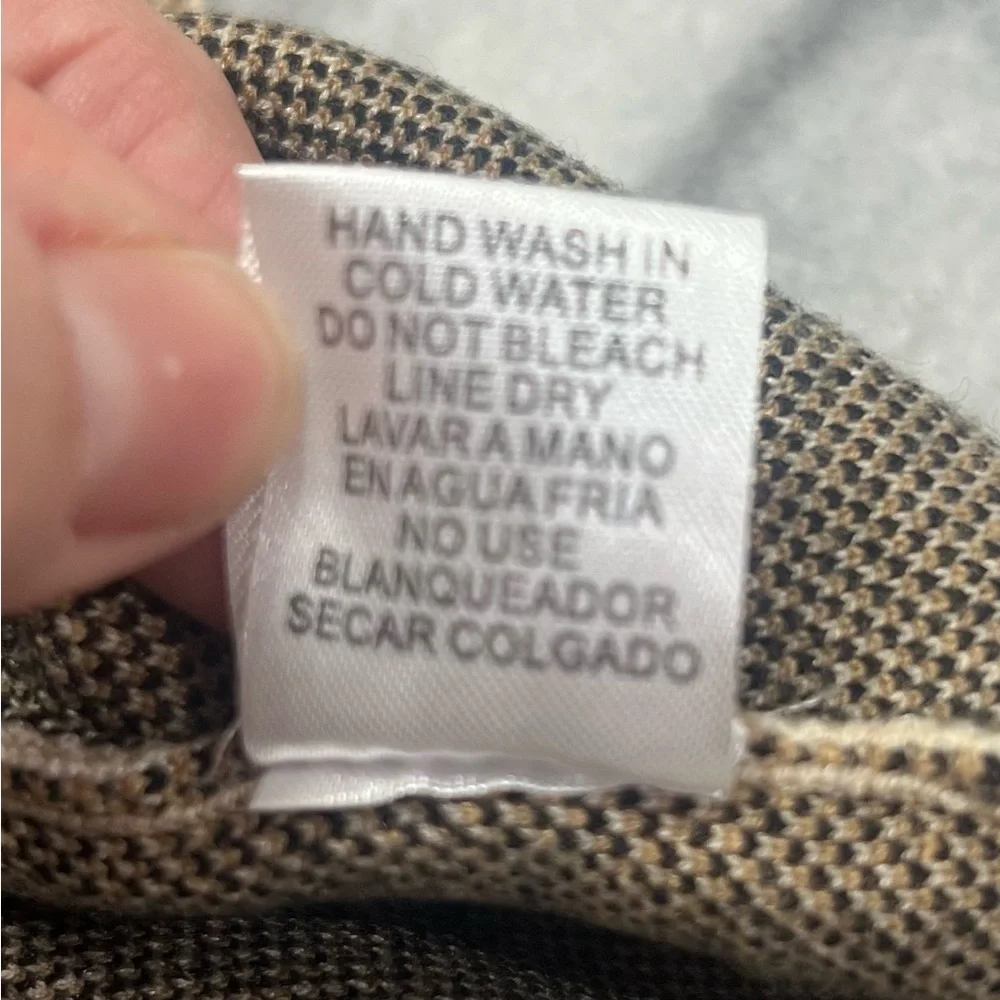 HAND WASH IN
COLD WATER
DO NOT BLEACH
LINE DRY
LAVAR A MANO
EN AGUA FRIA
NO USE
BLANQUEADOR
SECAR COLGADO